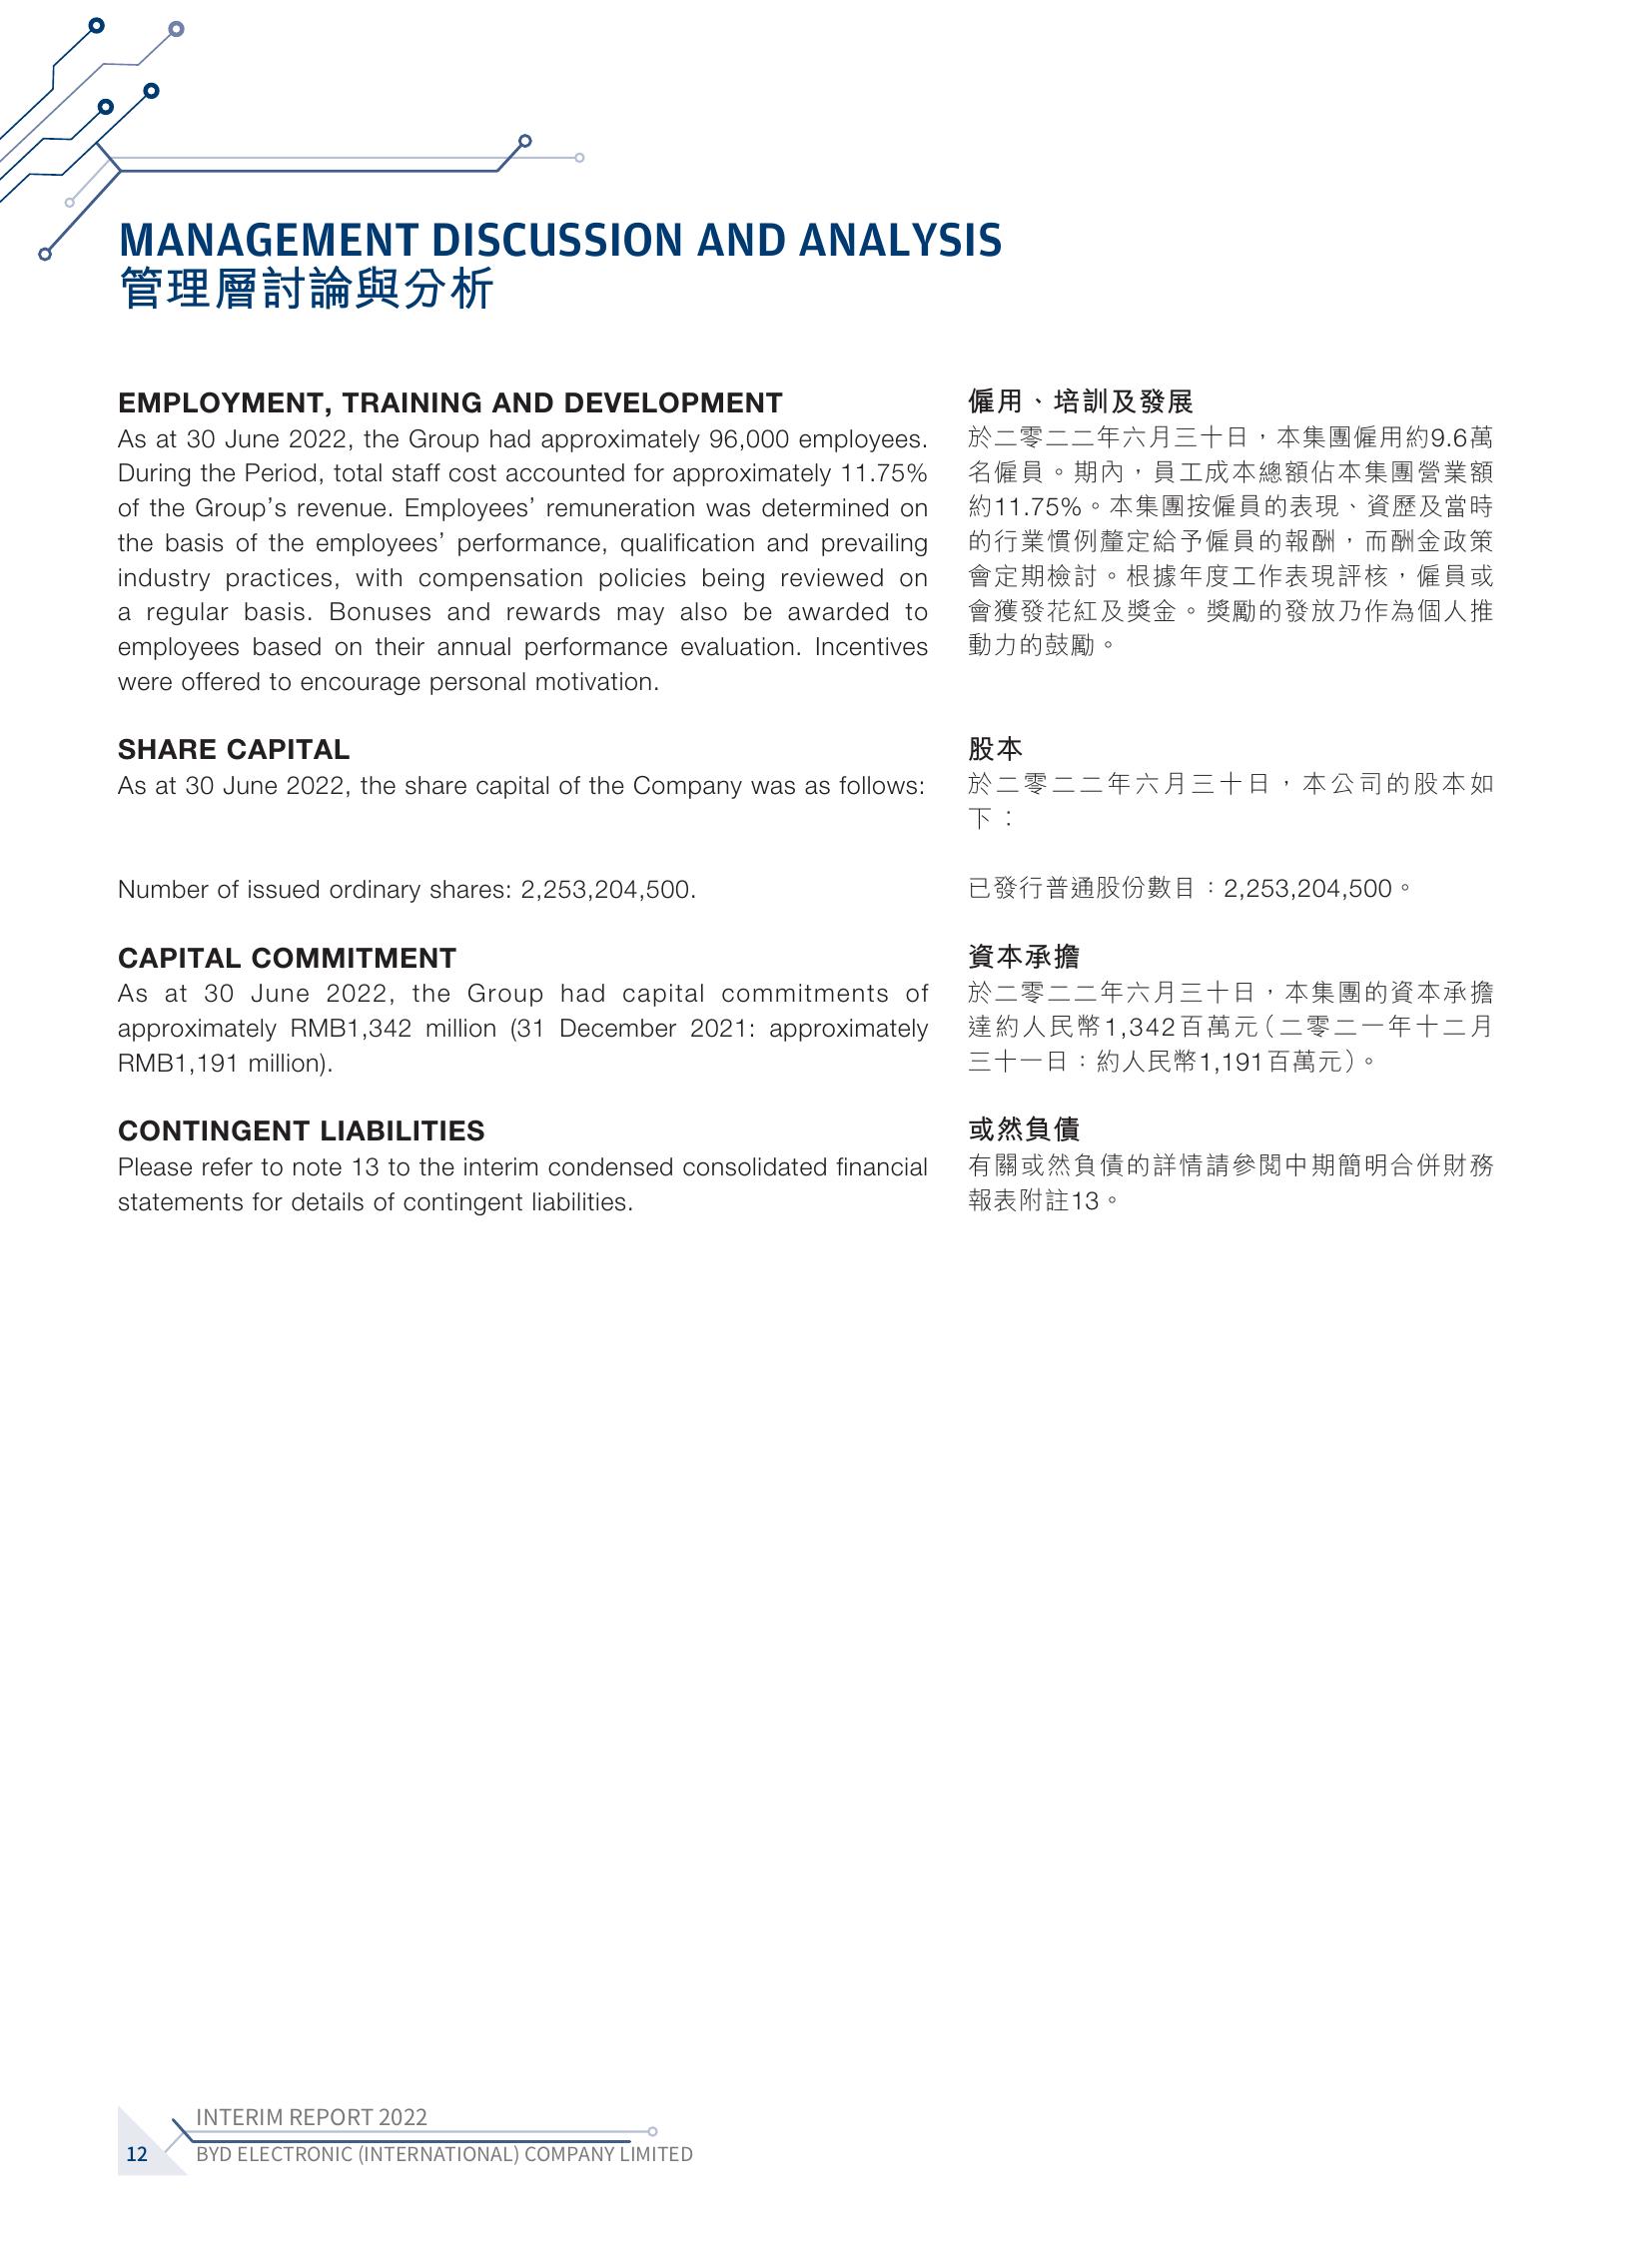 MANAGEMENT DISCUSSION AND ANALYSIS
管理層討論與分析
EMPLOYMENT, TRAINING AND DEVELOPMENT
As at 30 June 2022, the Group had approximately 96,000 employees.
During the Period, total staff cost accounted for approximately 11.75%
of the Group’s revenue. Employees’ remuneration was determined on
the basis of the employees’ performance, qualification and prevailing
industry practices, with compensation policies being reviewed on
a regular basis. Bonuses and rewards may also be awarded to
employees based on their annual performance evaluation. Incentives
were offered to encourage personal motivation.
僱用、培訓及發展
於二零二二年六月三十日，本集團僱用約9.6萬
名僱員。期內，員工成本總額佔本集團營業額
約11.75%。本集團按僱員的表現、資歷及當時
的行業慣例釐定給予僱員的報酬，而酬金政策
會定期檢討。根據年度工作表現評核，僱員或
會獲發花紅及獎金。獎勵的發放乃作為個人推
動力的鼓勵。
SHARE CAPITAL
As at 30 June 2022, the share capital of the Company was as follows:
股本
於二零二二年六月三十日，本公司的股本如
下：
Number of issued ordinary shares: 2,253,204,500.
已發行普通股份數目：2,253,204,500。
CAPITAL COMMITMENT
As at 30 June 2022, the Group had capital commitments of
approximately RMB1,342 million (31 December 2021: approximately
RMB1,191 million).
資本承擔
於二零二二年六月三十日，本集團的資本承擔
達約人民幣1,342百萬元（二零二一年十二月
三十一日：約人民幣1,191百萬元）。
CONTINGENT LIABILITIES
Please refer to note 13 to the interim condensed consolidated financial
statements for details of contingent liabilities.
或然負債
有關或然負債的詳情請參閱中期簡明合併財務
報表附註13。
INTERIM REPORT 2022
12
BYD ELECTRONIC (INTERNATIONAL) COMPANY LIMITED